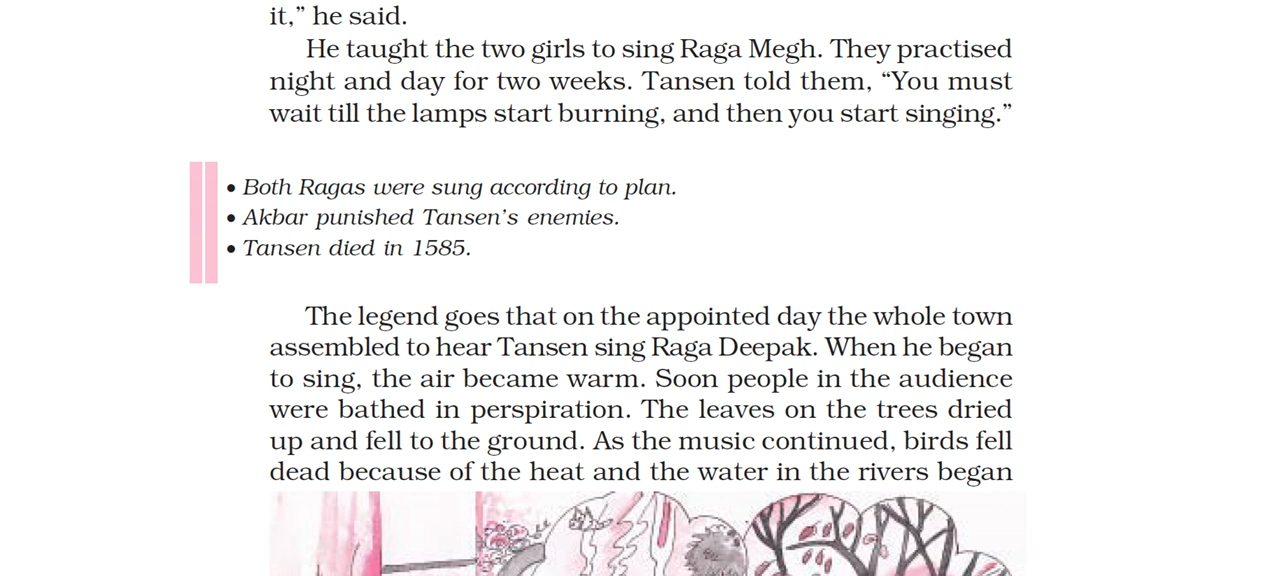 it,” he said.
He taught the two girls to sing Raga Megh. They practised
night and day for two weeks. Tansen told them, “You must
wait till the lamps start burning, and then you start singing.”
• Both Ragas were sung according to plan.
• Akbar punished Tansen’s enemies.
• Tansen died in 1585.
The legend goes that on the appointed day the whole town
assembled to hear Tansen sing Raga Deepak. When he began
to sing, the air became warm. Soon people in the audience
were bathed in perspiration. The leaves on the trees dried
up and fell to the ground. As the music continued, birds fell
dead because of the heat and the water in the rivers began